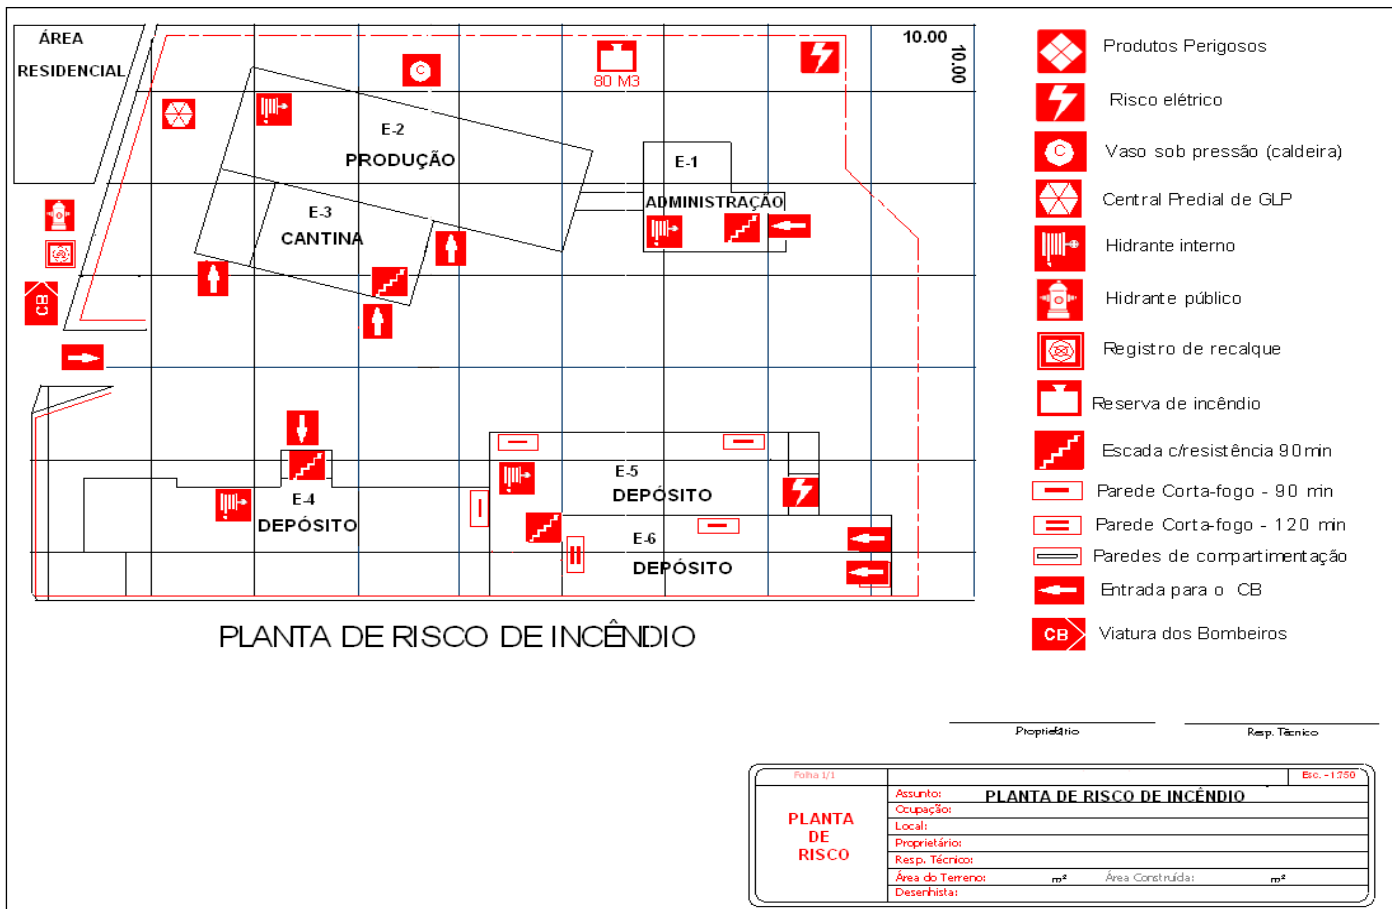 ÁREA
RESIDENCIAL
10.00
10.00
C
80 M3
E-2
PRODUÇÃO
E-1
ADMINISTRAÇÃO
E-3
CANTINA
CB
E-5
DEPÓSITO
E-4
DEPÓSITO
E-6
DEPÓSITO
PLANTA DE RISCO DE INCÊNDIO
Produtos Perigosos
Risco elétrico
C
Vaso sob pressão (caldeira)
Central Predial de GLP
Hidrante interno
Hidrante público
Registro de recalque
Reserva de incêndio
Escada c/resistência 90min
Parede Corta-fogo - 90 min
Parede Corta-fogo - 120 min
Paredes de compartimentação
Entrada para o CB
CB Viatura dos Bombeiros
Proprietário
Resp. Técnico
Folha 1/1
Esc. - 1:750
PLANTA
DE
RISCO
Assunto: PLANTA DE RISCO DE INCÊNDIO
Ocupação:
Local:
Proprietário:
Resp. Técnico:
Área do Terreno: m² Área Construída: m²
Desenhista: